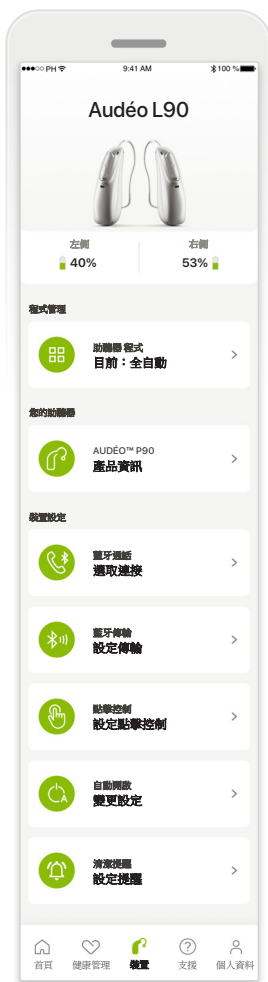 PH 9:41 AM 100 %
Audéo L90
左側 右側
40% 53%
程式管理
助聽器 程式
目前：全自動
您的助聽器
AUDÉO™ P90
產品資訊
裝置設定
藍牙通話
選取連接
藍牙傳輸
設定傳輸
點擊控制
設定點擊控制
自動開啟
變更設定
清潔提醒
設定提醒
首頁 健康管理 裝置 支援 個人資料